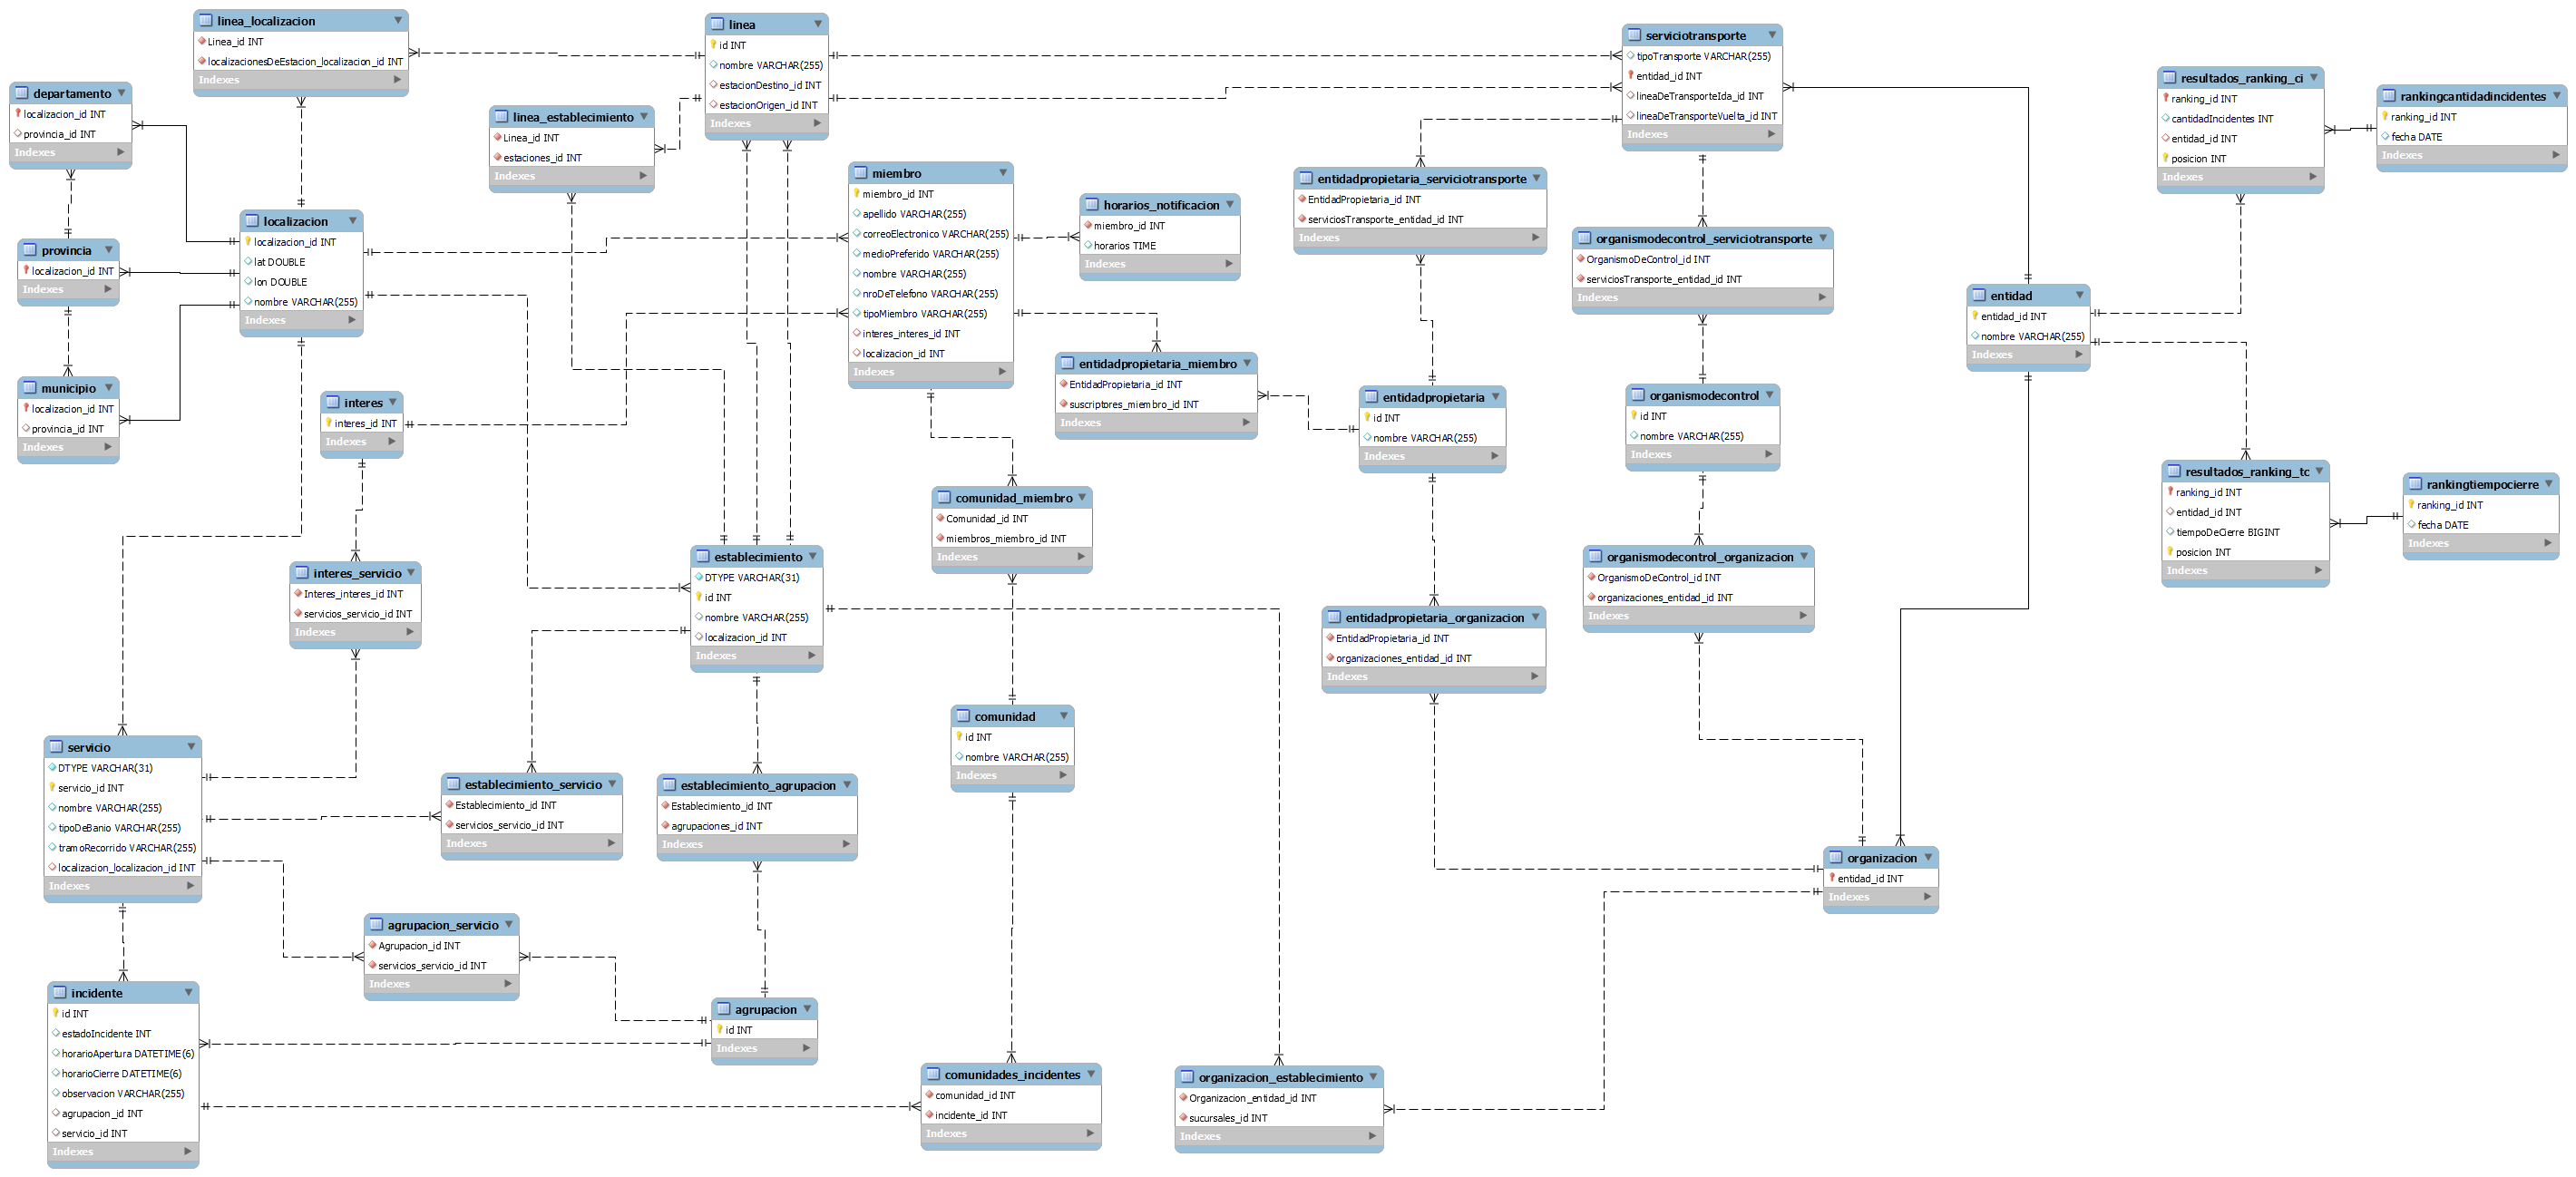 linea_localizacion
Linea_id INT
localizacionesDeEstacion_localizacion_id INT
Indexes
linea
id INT
nombre VARCHAR(255)
estacionDestino_id INT
estacionOrigen_id INT
Indexes
serviciotransporte
tipoTransporte VARCHAR(255)
entidad_id INT
lineaDeTransporteIda_id INT
lineaDeTransporteVuelta_id INT
Indexes
resultados_ranking_ci
ranking_id INT
cantidadIncidentes INT
entidad_id INT
posicion INT
Indexes
rankingcantidadincidentes
ranking_id INT
fecha DATE
Indexes
departamento
localizacion_id INT
provincia_id INT
Indexes
linea_establecimiento
Linea_id INT
estaciones_id INT
Indexes
miembro
miembro_id INT
apellido VARCHAR(255)
correoElectronico VARCHAR(255)
medioPreferido VARCHAR(255)
nombre VARCHAR(255)
nroDeTelefono VARCHAR(255)
tipoMiembro VARCHAR(255)
interes_interes_id INT
localizacion_id INT
Indexes
horarios_notificacion
miembro_id INT
horarios TIME
Indexes
entidadpropietaria_serviciotransporte
EntidadPropietaria_id INT
serviciosTransporte_entidad_id INT
Indexes
organismodecontrol_serviciotransporte
OrganismoDeControl_id INT
serviciosTransporte_entidad_id INT
Indexes
localizacion
localizacion_id INT
lat DOUBLE
lon DOUBLE
nombre VARCHAR(255)
Indexes
provincia
localizacion_id INT
Indexes
entidad
entidad_id INT
nombre VARCHAR(255)
Indexes
municipio
localizacion_id INT
provincia_id INT
Indexes
interes
interes_id INT
Indexes
entidadpropietaria_miembro
EntidadPropietaria_id INT
suscriptores_miembro_id INT
Indexes
entidadpropietaria
id INT
nombre VARCHAR(255)
Indexes
organismodecontrol
id INT
nombre VARCHAR(255)
Indexes
resultados_ranking_tc
ranking_id INT
entidad_id INT
tiempoDeCierre BIGINT
posicion INT
Indexes
rankingtiempocierre
ranking_id INT
fecha DATE
Indexes
comunidad_miembro
Comunidad_id INT
miembros_miembro_id INT
Indexes
interes_servicio
Interes_interes_id INT
servicios_servicio_id INT
Indexes
establecimiento
DTYPE VARCHAR(31)
id INT
nombre VARCHAR(255)
localizacion_id INT
Indexes
organismodecontrol_organizacion
OrganismoDeControl_id INT
organizaciones_entidad_id INT
Indexes
entidadpropietaria_organizacion
EntidadPropietaria_id INT
organizaciones_entidad_id INT
Indexes
comunidad
id INT
nombre VARCHAR(255)
Indexes
servicio
DTYPE VARCHAR(31)
servicio_id INT
nombre VARCHAR(255)
tipoDeBanio VARCHAR(255)
tramoRecorrido VARCHAR(255)
localizacion_localizacion_id INT
Indexes
establecimiento_servicio
Establecimiento_id INT
servicios_servicio_id INT
Indexes
establecimiento_agrupacion
Establecimiento_id INT
agrupaciones_id INT
Indexes
organizacion
entidad_id INT
Indexes
agrupacion_servicio
Agrupacion_id INT
servicios_servicio_id INT
Indexes
incidente
id INT
estadoIncidente INT
horarioApertura DATETIME(6)
horarioCierre DATETIME(6)
observacion VARCHAR(255)
agrupacion_id INT
servicio_id INT
Indexes
agrupacion
id INT
Indexes
comunidades_incidentes
comunidad_id INT
incidente_id INT
Indexes
organizacion_establecimiento
Organizacion_entidad_id INT
sucursales_id INT
Indexes